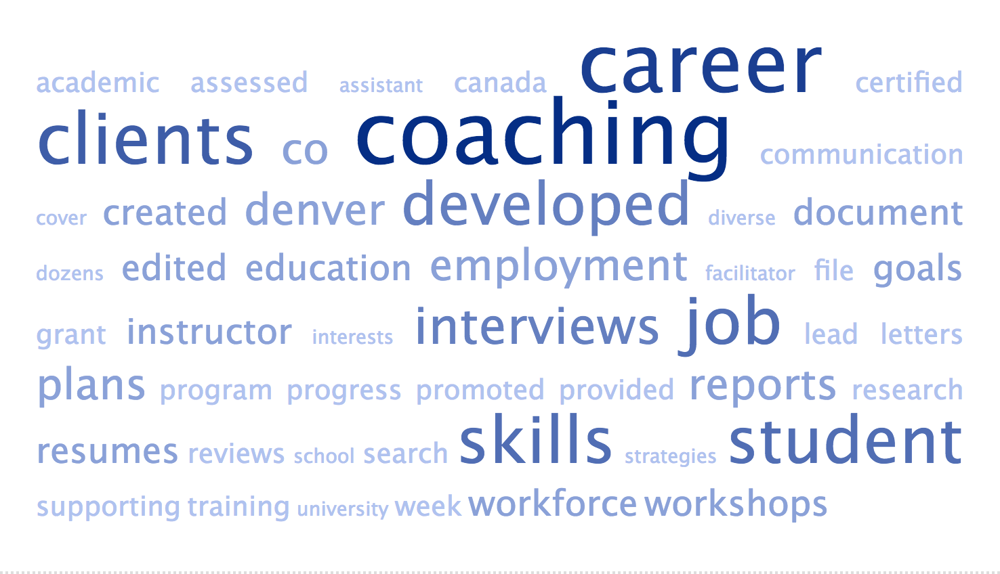 academic assessed assistant canada career certified
clients co coaching communication
cover created denver developed diverse document
dozens edited education employment facilitator file goals
grant instructor interests interviews job lead letters
plans program progress promoted provided reports research
resumes reviews school search skills strategies student
supporting training university week workforce workshops